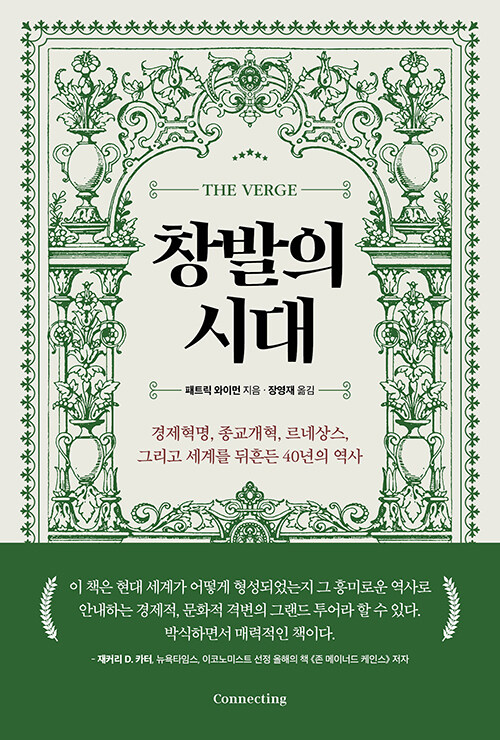 THE VERGE
창발의
시대
패트릭 와이먼 지음 · 장영재 옮김
경제혁명, 종교개혁, 르네상스,
그리고 세계를 뒤흔든 40년의 역사
이 책은 현대 세계가 어떻게 형성되었는지 그 흥미로운 역사로
안내하는 경제적, 문화적 격변의 그랜드 투어라 할 수 있다.
박식하면서 매력적인 책이다.
- 재커리 D. 카터, 뉴욕타임스, 이코노미스트 선정 올해의 책 《존 메이너드 케인스》 저자
Connecting